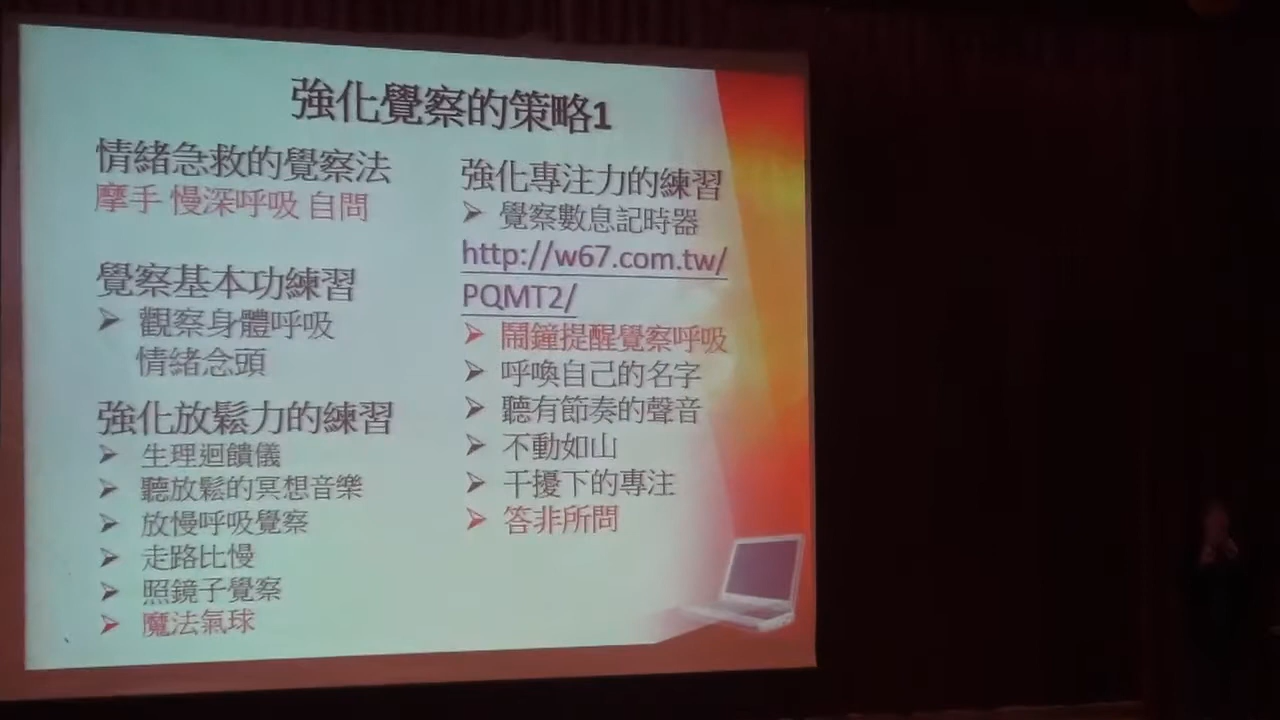 強化覺察的策略1
情緒急救的覺察法
摩手 慢深呼吸 自問
覺察基本功練習
➢ 觀察身體呼吸
情緒念頭
強化放鬆力的練習
➢ 生理迴饋儀
➢ 聽放鬆的冥想音樂
➢ 放慢呼吸覺察
➢ 走路比慢
➢ 照鏡子覺察
➢ 魔法氣球
強化專注力的練習
➢ 覺察數息記時器
http://w67.com.tw/
PQMT2/
➢ 鬧鐘提醒覺察呼吸
➢ 呼喚自己的名字
➢ 聽有節奏的聲音
➢ 不動如山
➢ 干擾下的專注
➢ 答非所問